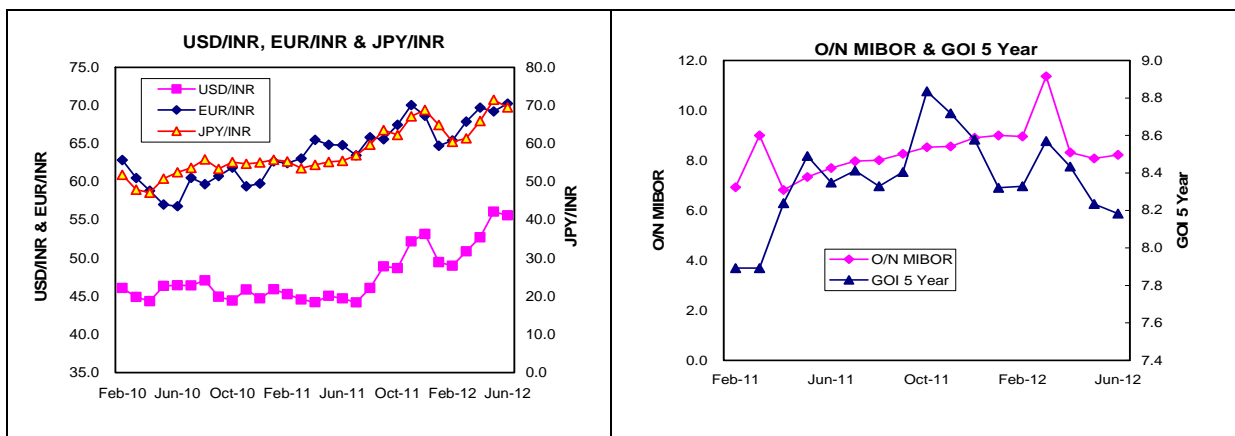 USD/INR, EUR/INR & JPY/INR
75.0
70.0
65.0
60.0
55.0
50.0
45.0
40.0
35.0
USD/INR & EUR/INR
USD/INR
EUR/INR
JPY/INR
80.0
70.0
60.0
50.0
40.0
30.0
20.0
10.0
0.0
JPY/INR
Feb-10 Jun-10 Oct-10 Feb-11 Jun-11 Oct-11 Feb-12 Jun-12
O/N MIBOR & GOI 5 Year
12.0
10.0
8.0
6.0
4.0
2.0
0.0
O/N MIBOR
O/N MIBOR
GOI 5 Year
9.0
8.8
8.6
8.4
8.2
8.0
7.8
7.6
7.4
GOI 5 Year
Feb-11 Jun-11 Oct-11 Feb-12 Jun-12